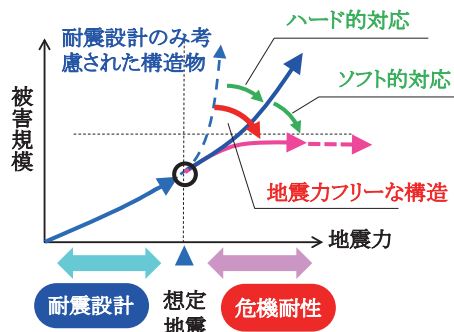 耐震設計のみ考
慮された構造物
ハード的対応
ソフト的対応
被害規模
地震力フリーな構造
地震力
耐震設計
想定
地震
危機耐性